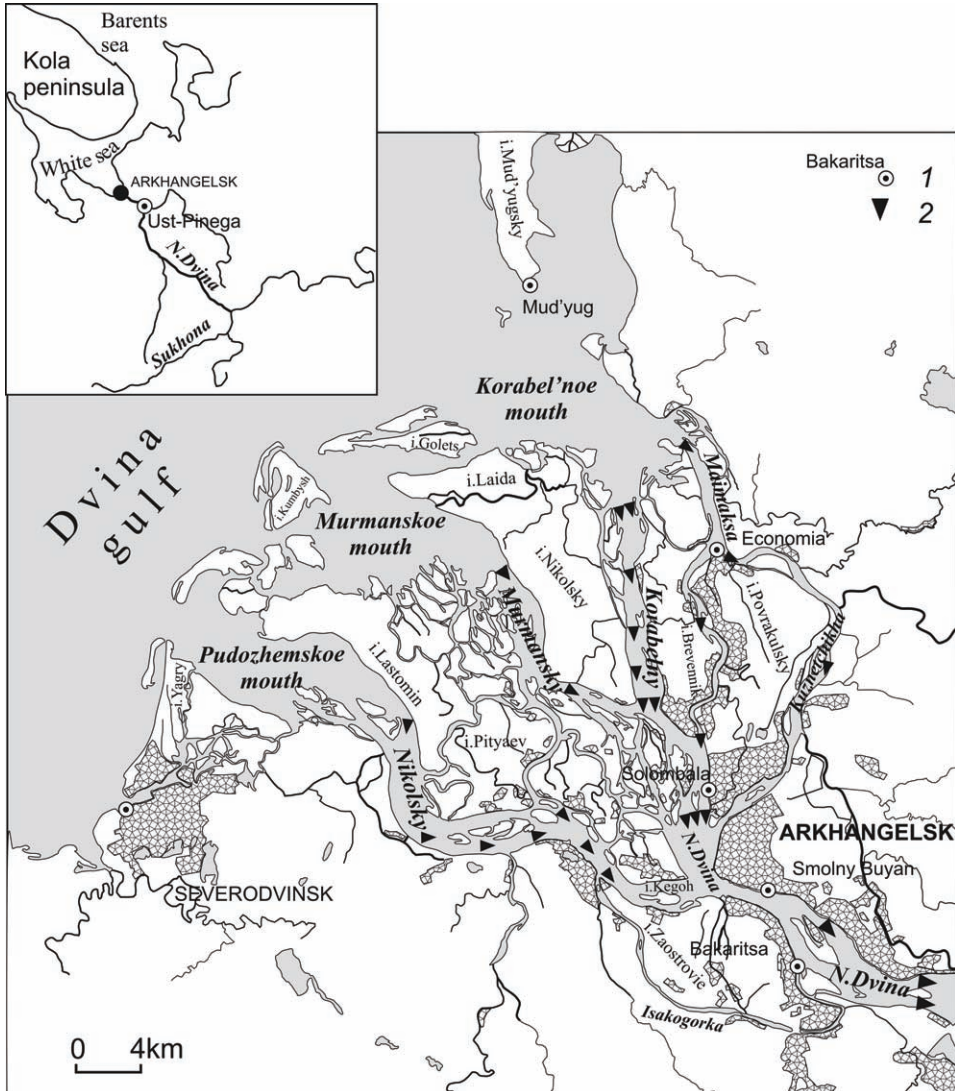 Barents
sea
Kola
peninsula
White sea
ARKHANGELSK
Ust-Pinega
N.Dvina
Sukhona
i.Mud'yugsky
Mud'yug
Bakaritsa
1
2
Korabel'noe
mouth
Dvina
gulf
i.Golets
i.Laida
i.Kumbysh
Murmanskoe
mouth
Maimaksa
Economia
i.Nikolsky
Murmansky
Korabelny
i.Brevennik
i.Povrakulsky
Kuznetchikha
Pudozhemskoe
mouth
i.Lastomin
i.Yagry
i.Pityaev
Nikolsky
Solombala
N.Dvina
ARKHANGELSK
Smolny Buyan
SEVERODVINSK
i.Kegoh
i.Zaostrovie
Bakaritsa
N.Dvina
Isakogorka
0 4km